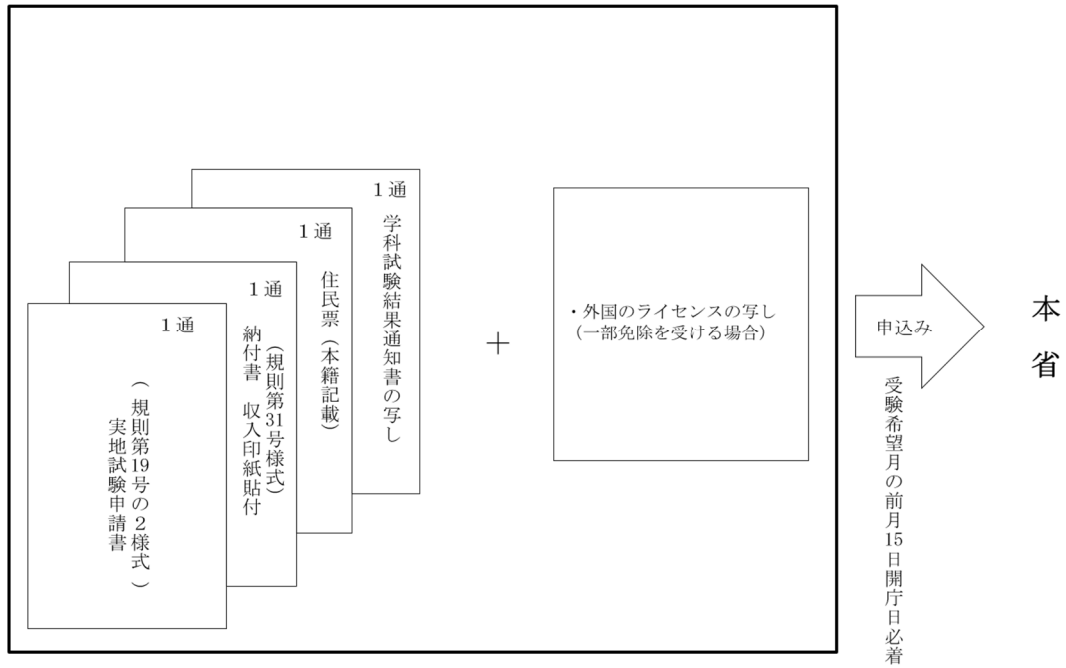 1通
実地試験申請書
（規則第19号の2様式）
1通
納付書　収入印紙貼付
（規則第31号様式）
1通
住民票（本籍記載）
1通
学科試験結果通知書の写し
＋
・外国のライセンスの写し
（一部免除を受ける場合）
申込み
受験希望月の前月15日開庁日必着
本省